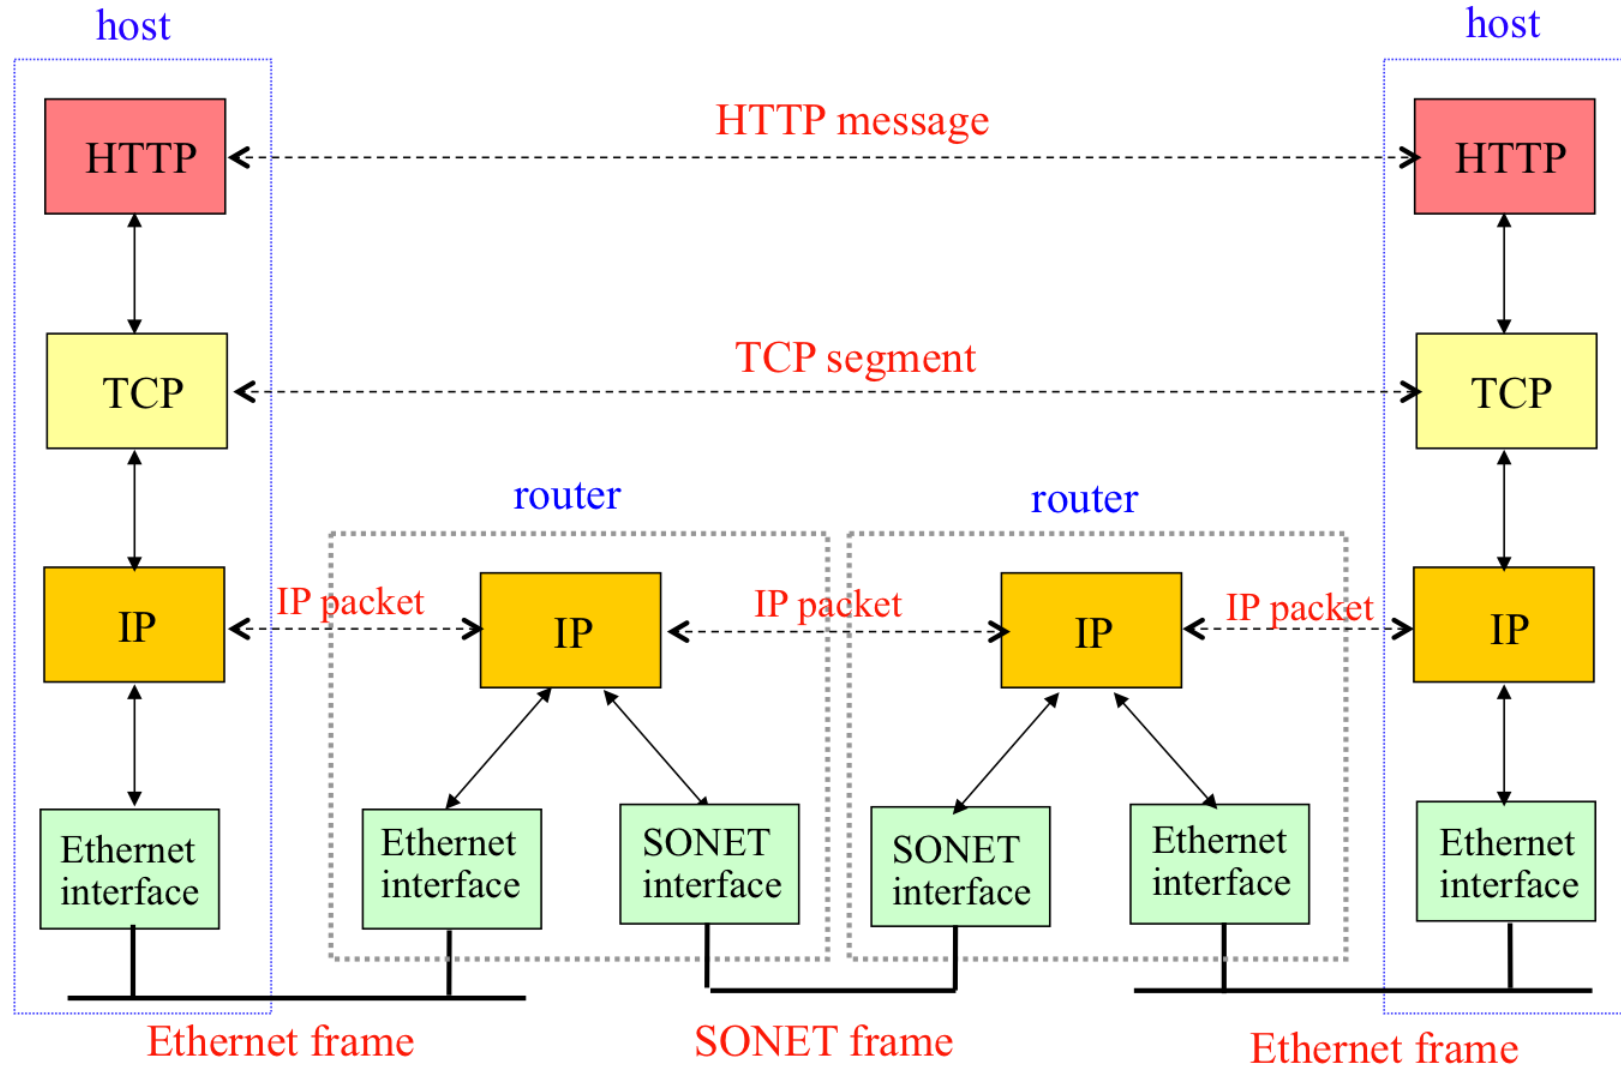 host
host
HTTP message
HTTP
HTTP
TCP segment
TCP
TCP
router
router
IP packet
IP packet
IP packet
IP
IP
IP
IP
Ethernet
interface
Ethernet
interface
SONET
interface
SONET
interface
Ethernet
interface
Ethernet
interface
Ethernet frame
SONET frame
Ethernet frame